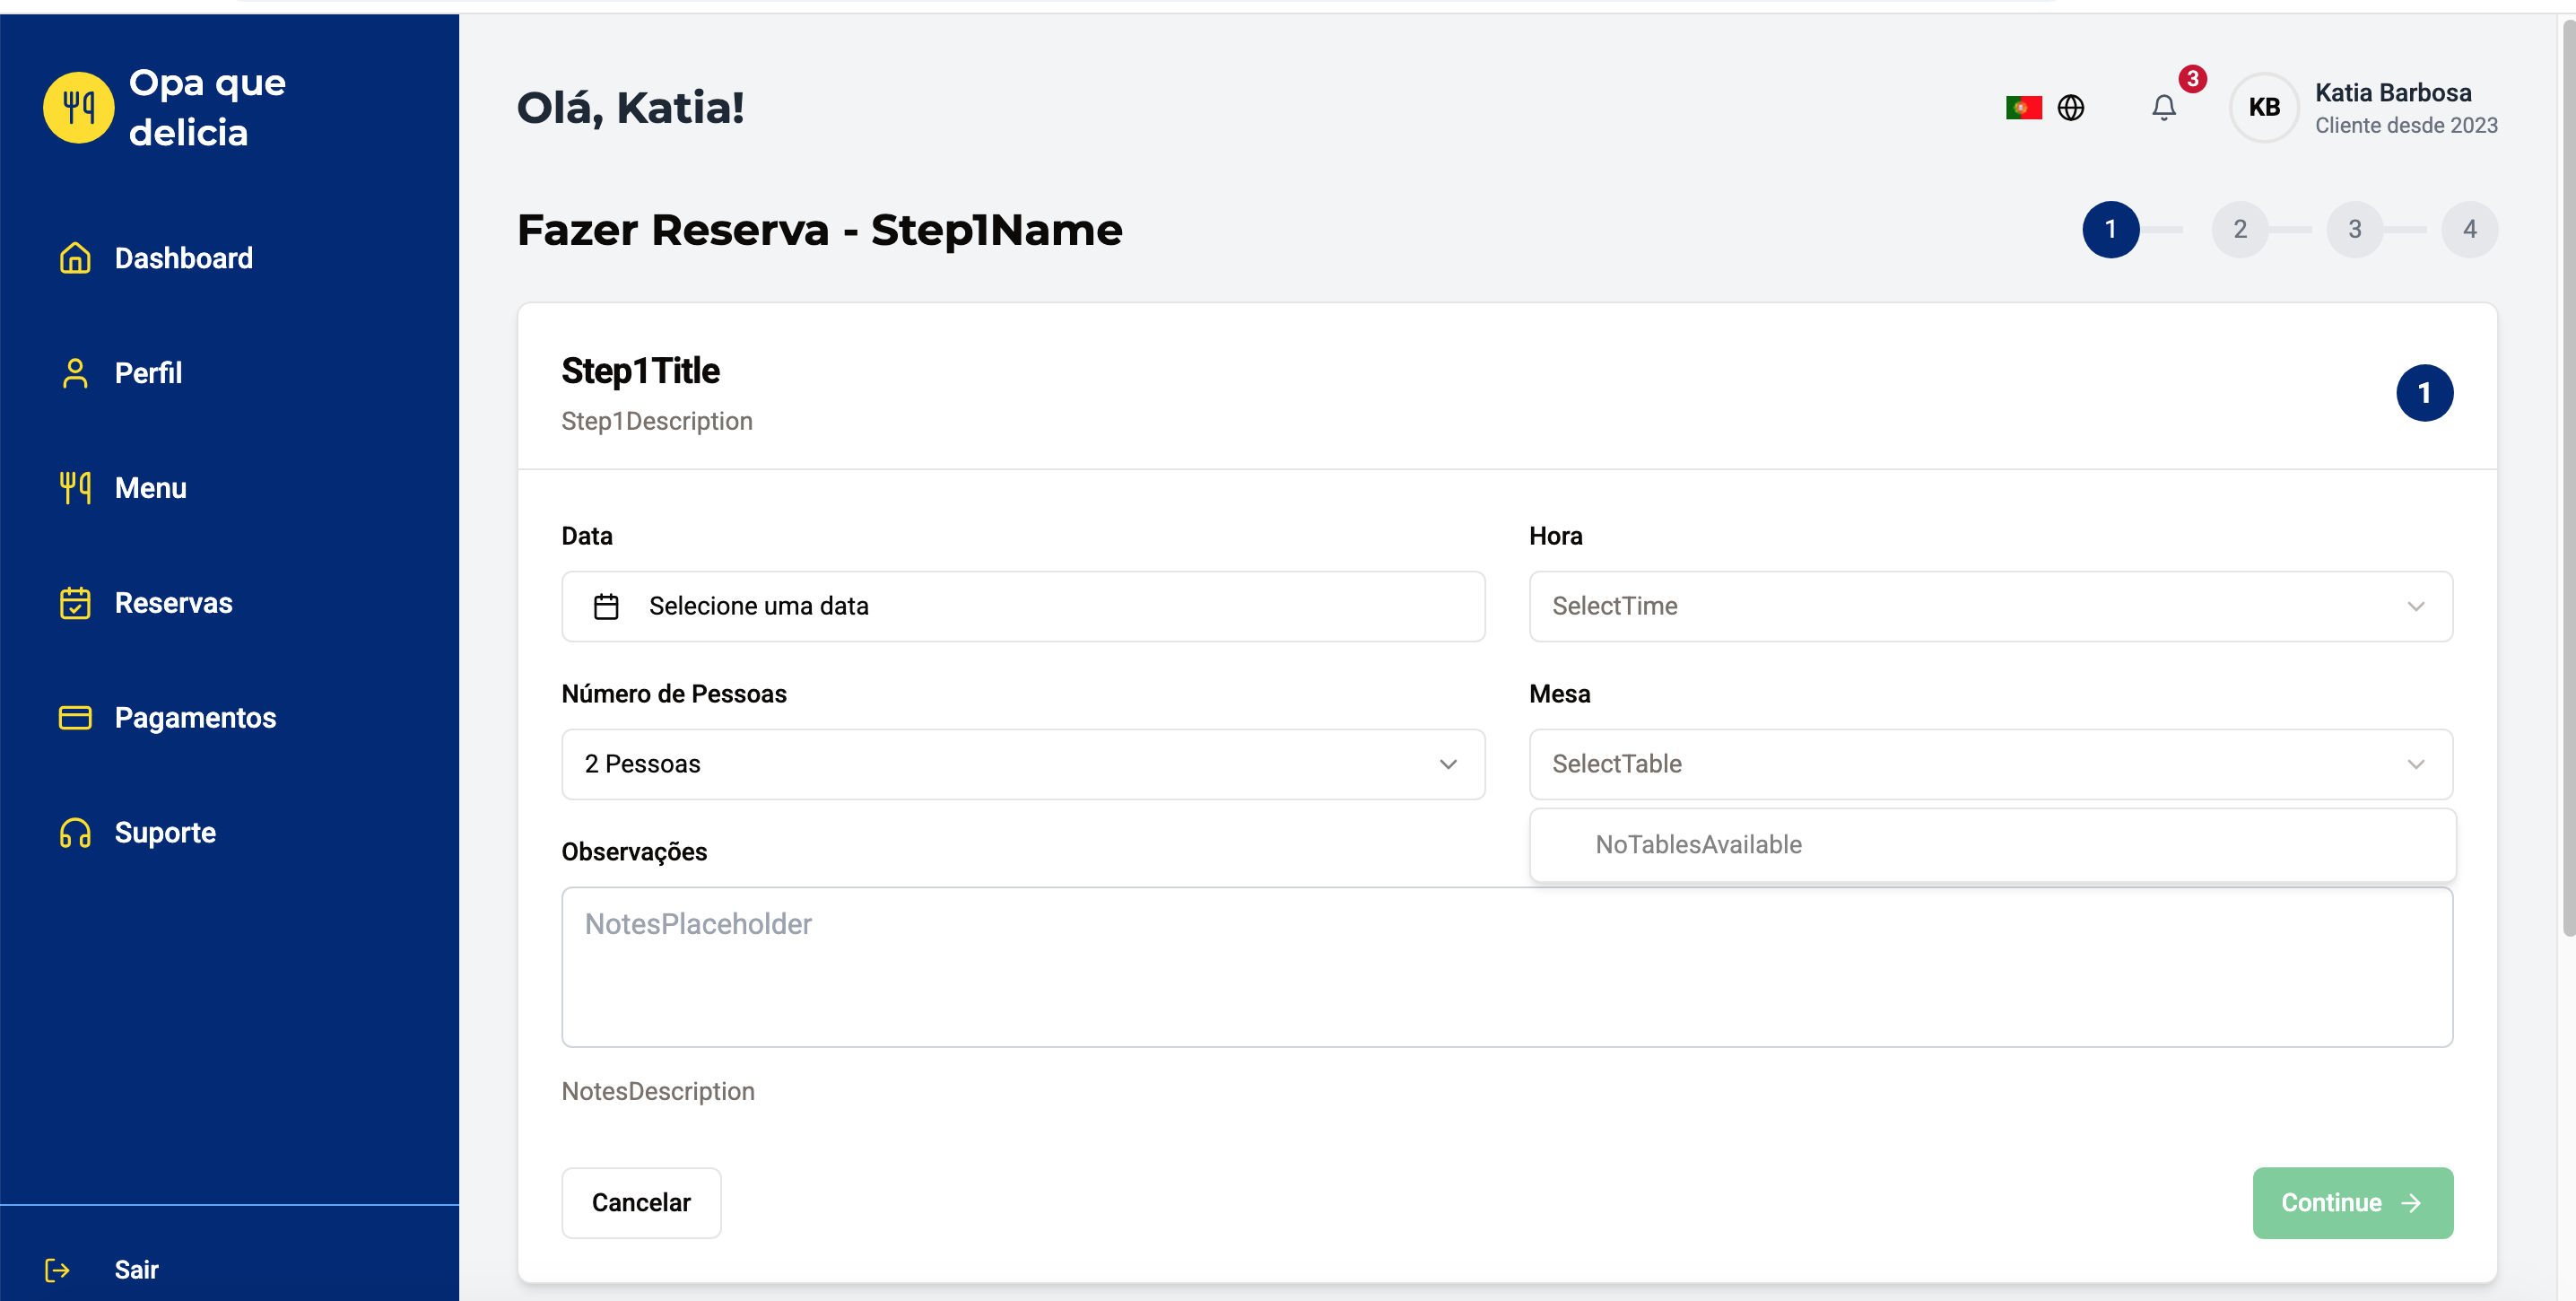 Opa que
delicia
Dashboard
Perfil
Menu
Reservas
Pagamentos
Suporte
Sair
Olá, Katia!
3
KB
Katia Barbosa
Cliente desde 2023
Fazer Reserva - Step1Name
1
2
3
4
Step1Title
Step1Description
1
Data
Selecione uma data
Hora
SelectTime
Número de Pessoas
2 Pessoas
Mesa
SelectTable
NoTablesAvailable
Observações
NotesPlaceholder
NotesDescription
Cancelar
Continue